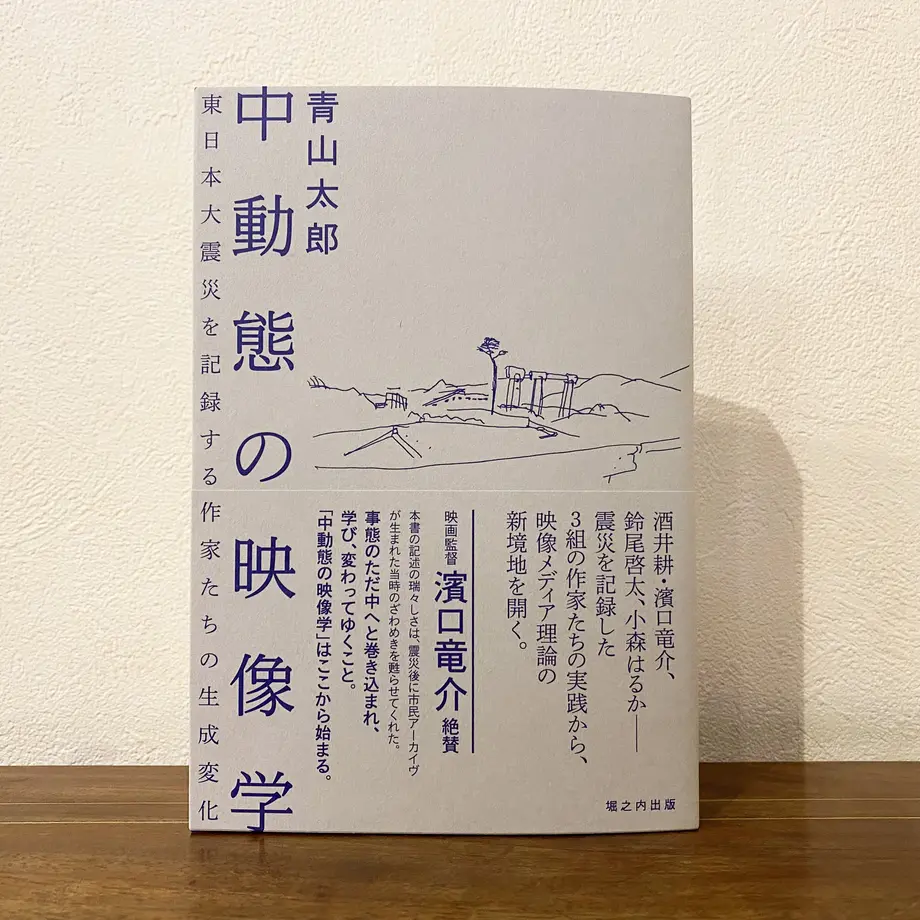 青山太郎
中動態の映像学
東日本大震災を記録する作家たちの生成変化
酒井耕・濱口竜介、
鈴尾啓太、小森はるか――
震災を記録した
3組の作家たちの実践から、
映像メディア理論の
新境地を開く。
映画監督 濱口竜介 絶賛
本書の記述の瑞々しさは、震災後に市民アーカイヴ
が生まれた当時のざわめきを甦らせてくれた。
事態のただ中へと巻き込まれ、
学び、変わってゆくこと。
「中動態の映像学」はここから始まる。
堀之内出版